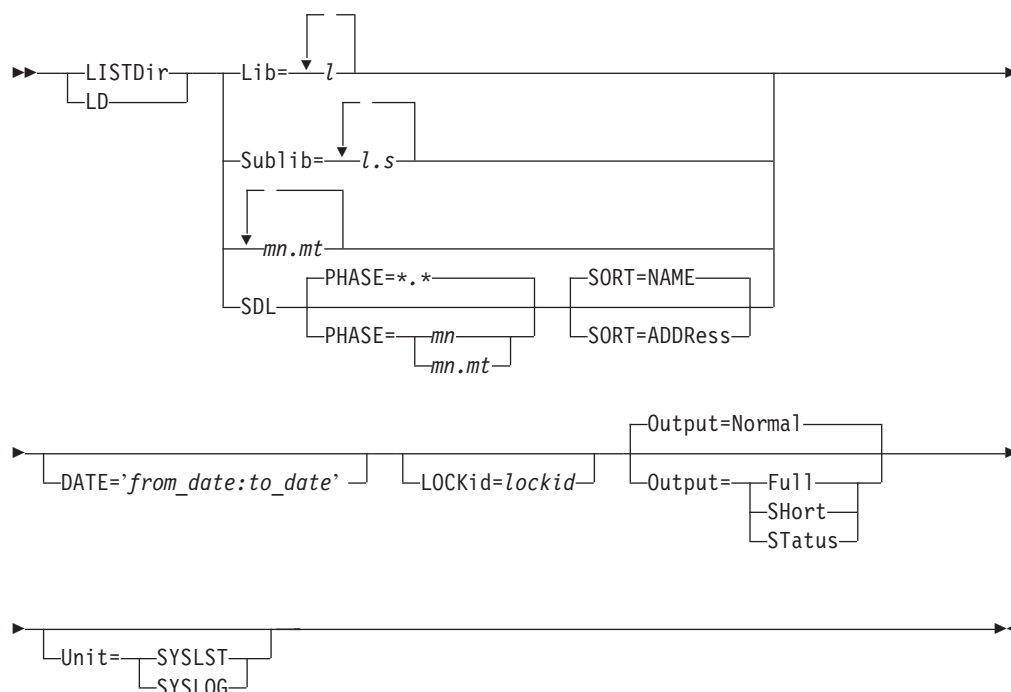 LISTDir Lib= l
LD
Sublib= l.s
mn.mt
PHASE=*.* SORT=NAME
SDL
PHASE= mn SORT=ADDRess
mn.mt
Output=Normal
DATE=’from_date:to_date’ LOCKid=lockid Output= Full
SHort
STatus
Unit= SYSLST
SYSLOG